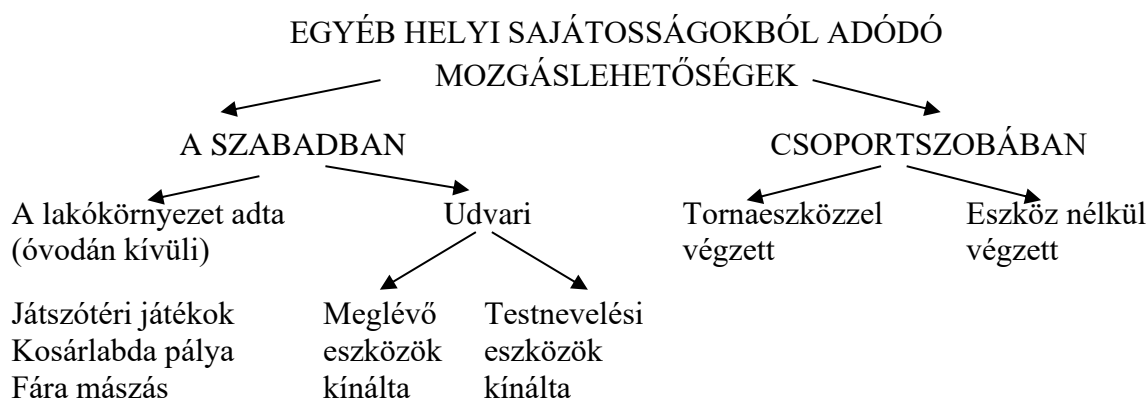 EGYÉB HELYI SAJÁTOSSÁGOKBÓL ADÓDÓ
MOZGÁSLEHETŐSÉGEK
A SZABADBAN
CSOPORTSZOBÁBAN
A lakókörnyezet adta
(óvodán kívüli)
Udvari
Tornaeszközzel
végzett
Eszköz nélkül
végzett
Játszótéri játékok
Kosárlabda pálya
Fára mászás
Meglévő
eszközök
kínálta
Testnevelési
eszközök
kínálta